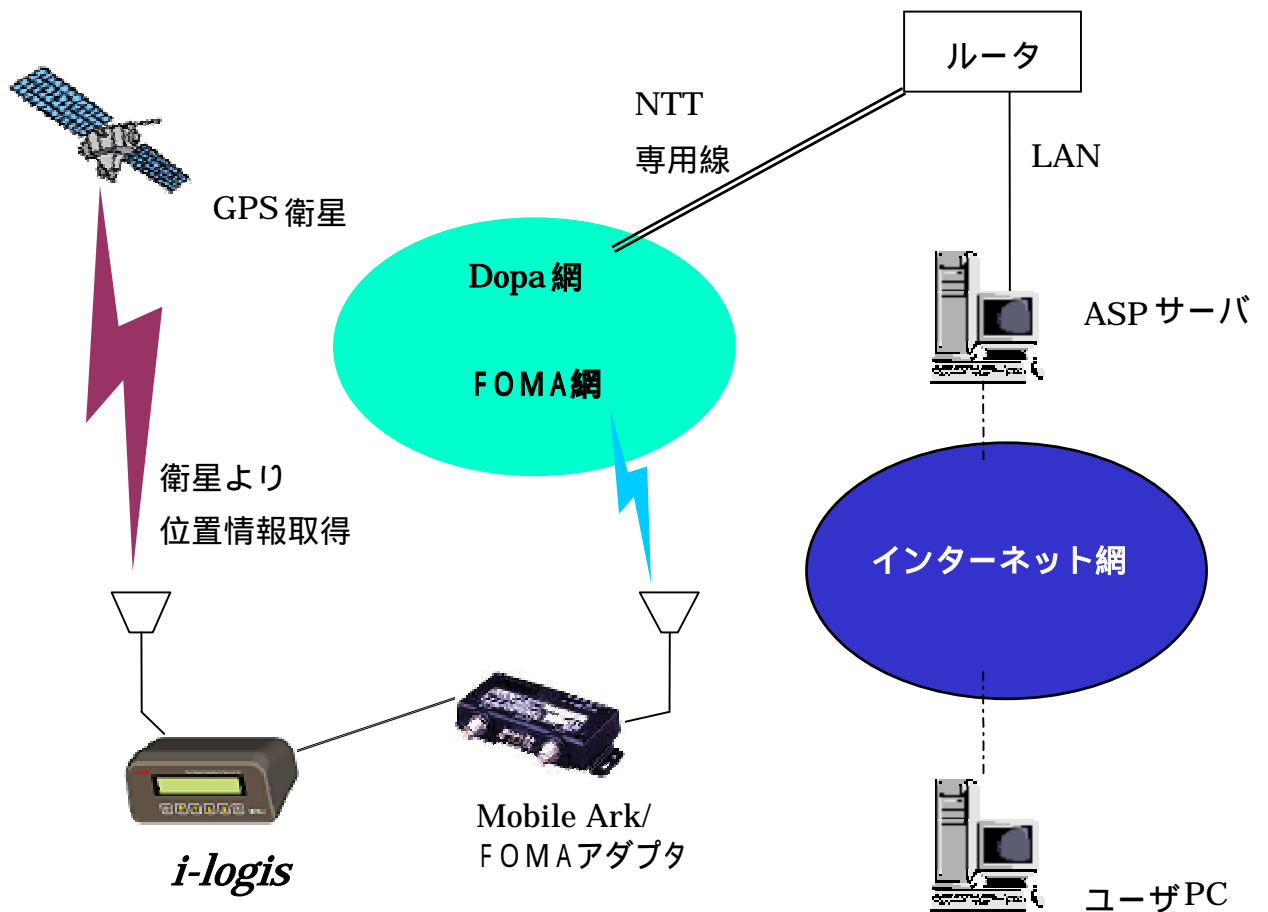 ルータ
NTT
専用線
LAN
GPS衛星
Dopa網
FOMA網
ASPサーバ
衛星より
位置情報取得
インターネット網
Mobile Ark/
FOMAアダプタ
i-logis
ユーザPC